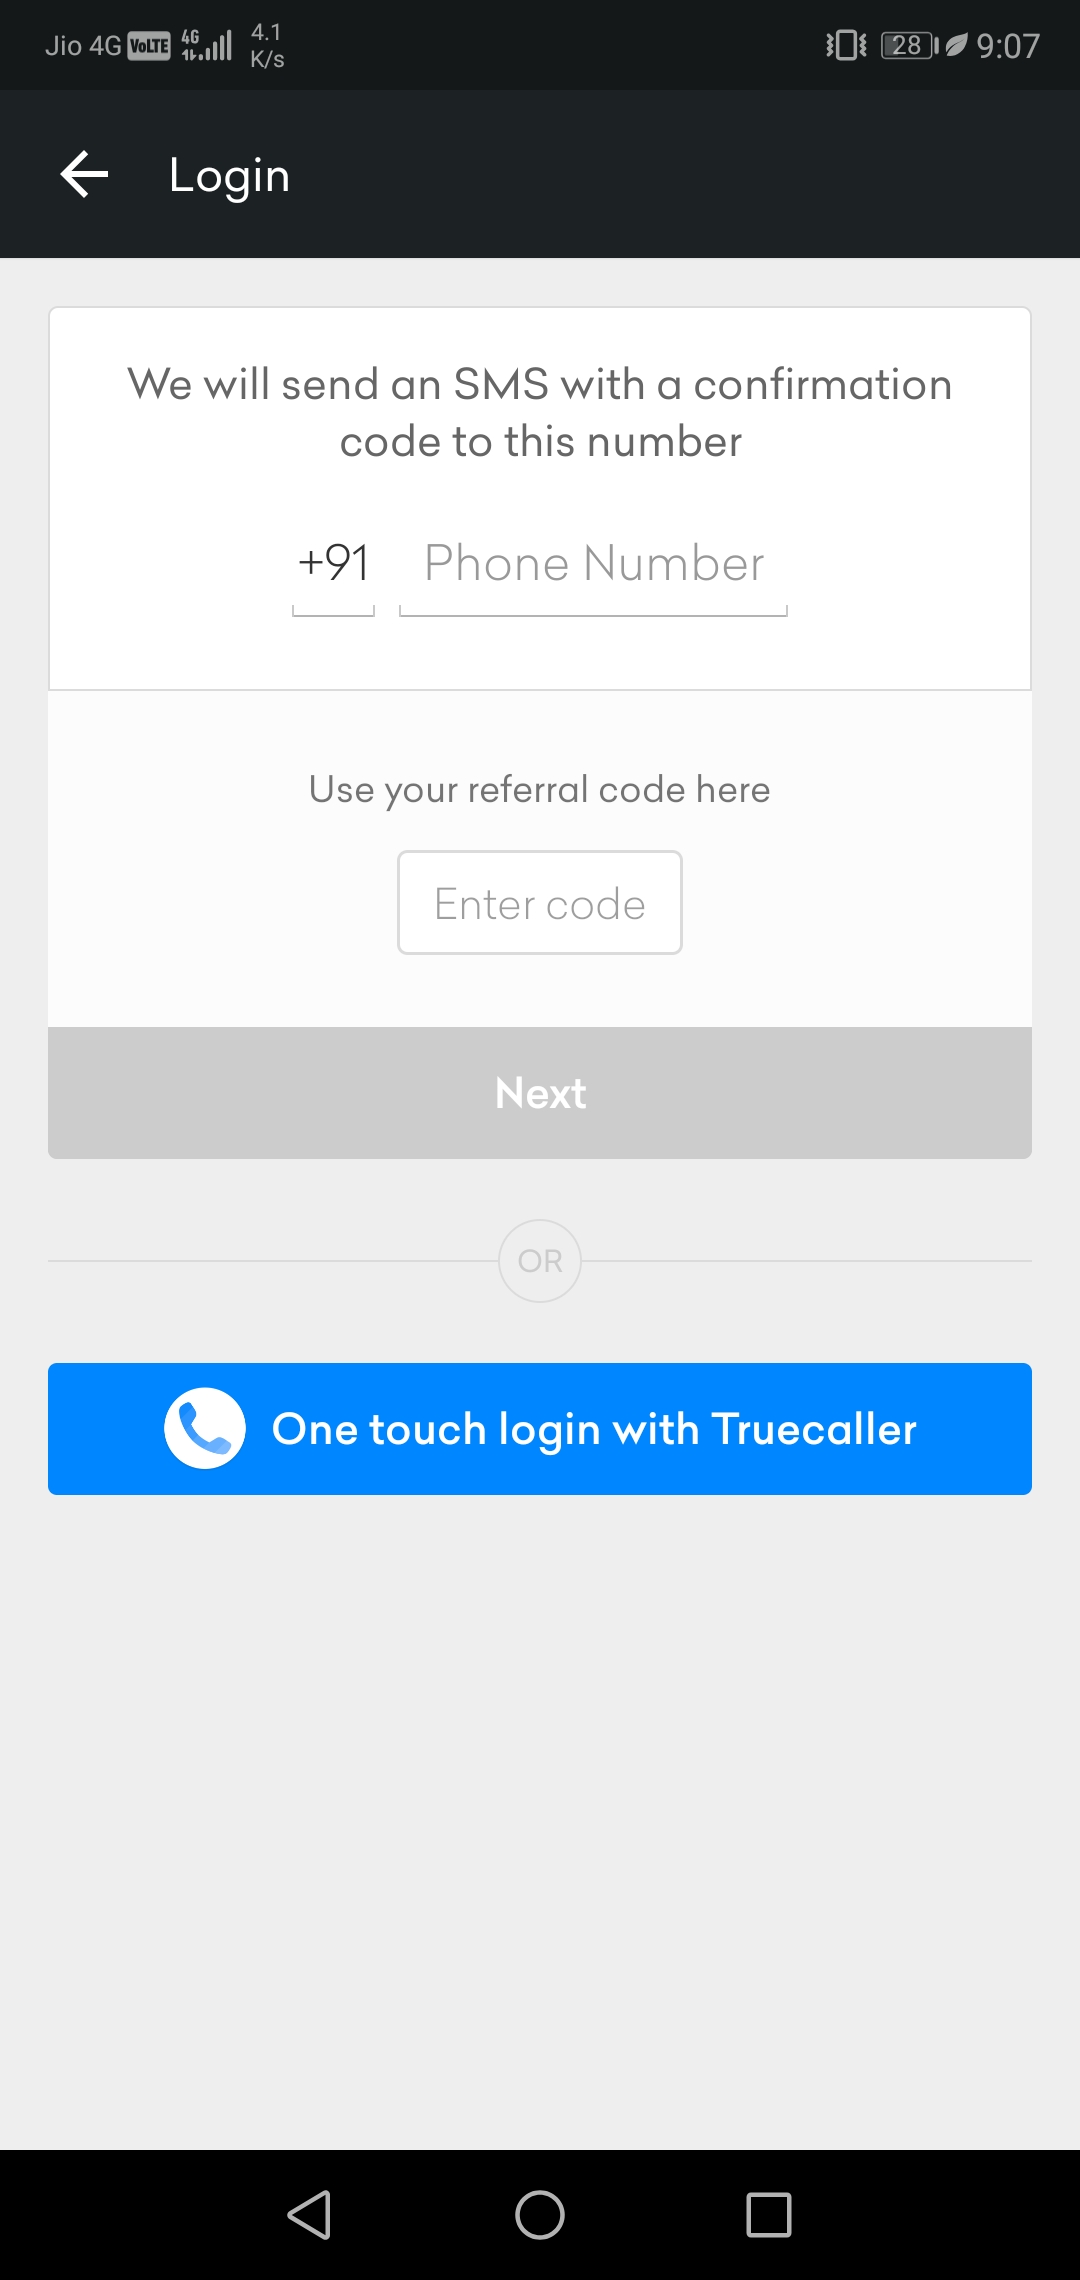 Jio 4G VoLTE 4G 4.1 K/s 28 9:07
Login
We will send an SMS with a confirmation
code to this number
+91 Phone Number
Use your referral code here
Enter code
Next
OR
One touch login with Truecaller